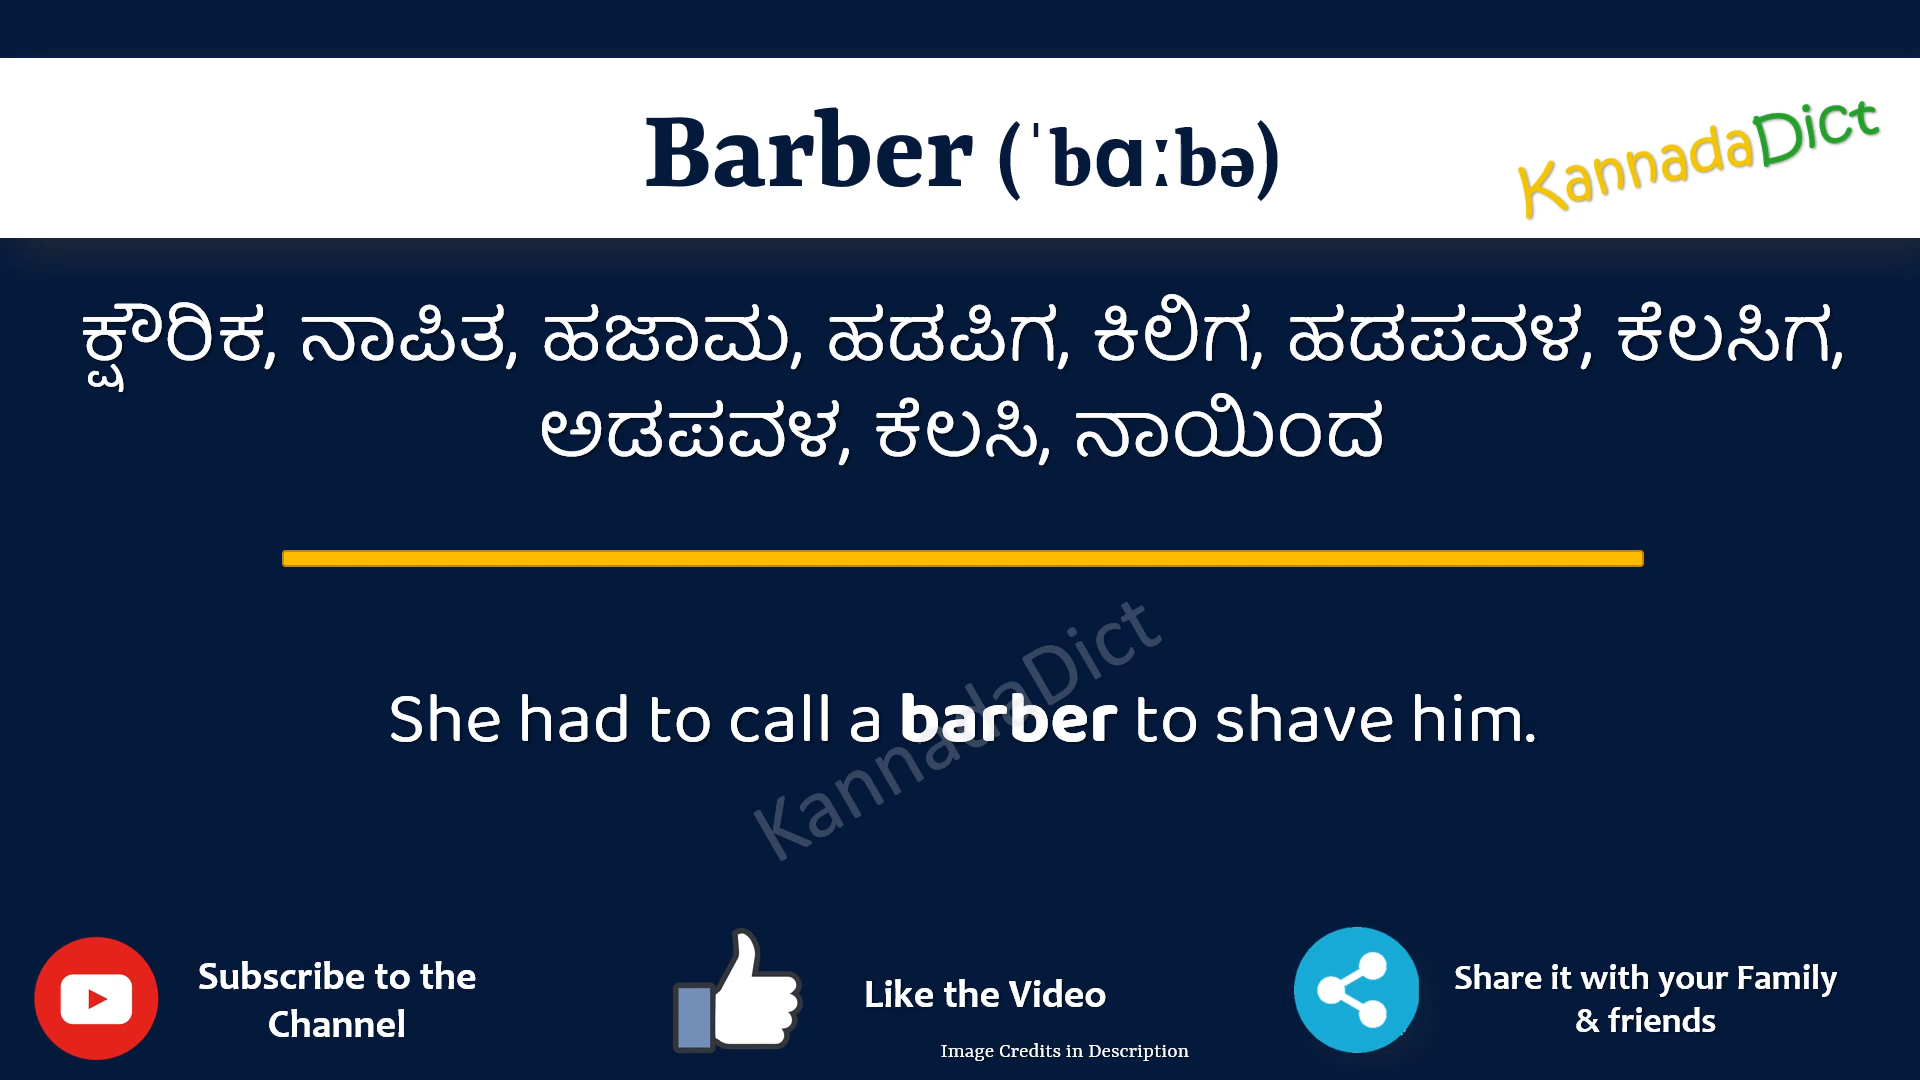 Barber (ˈbɑːbə)
KannadaDict
ಕ್ಷೌರಿಕ, ನಾಪಿತ, ಹಜಾಮ, ಹಡಪಿಗ, ಕಿಲಿಗ, ಹಡಪವಳ, ಕೆಲಸಿಗ,
ಅಡಪವಳ, ಕೆಲಸಿ, ನಾಯಿಂದ
She had to call a barber to shave him.
KannadaDict
Subscribe to the
Channel
Like the Video
Share it with your Family
& friends
Image Credits in Description